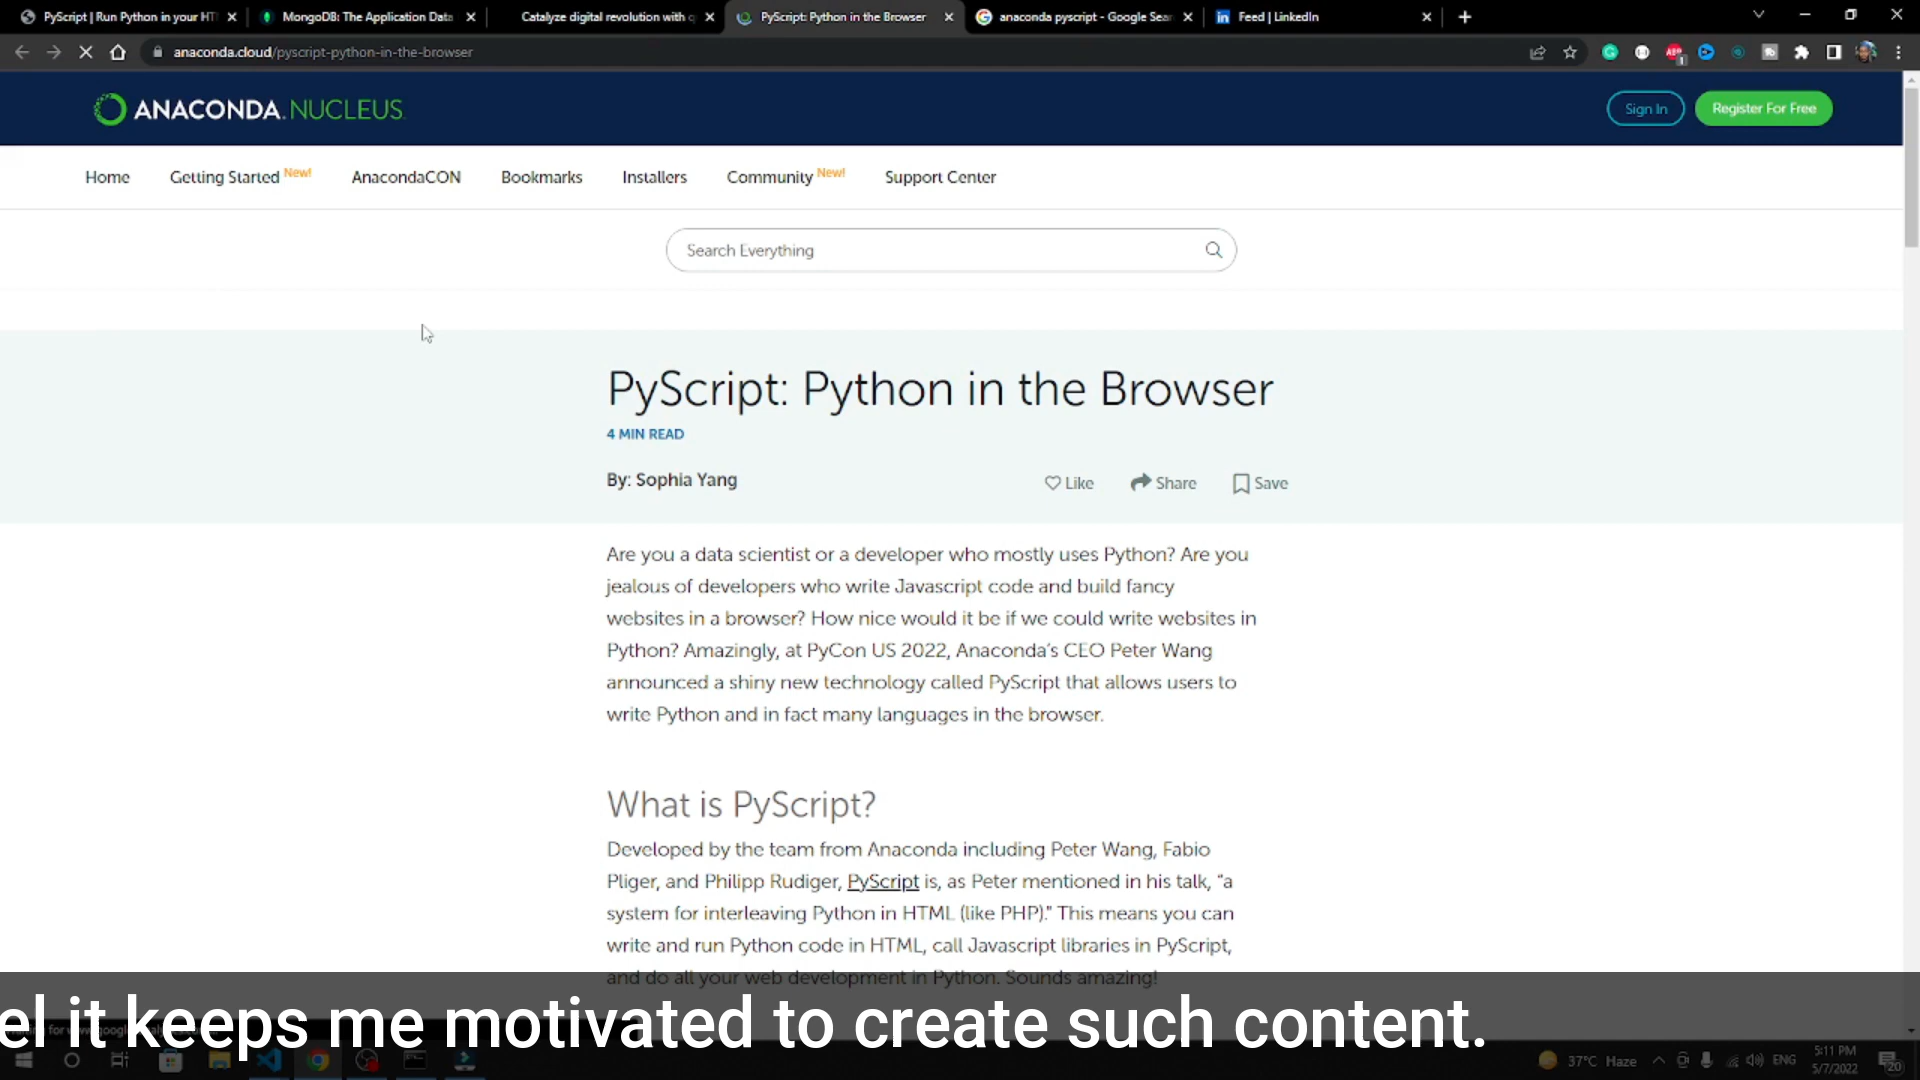 PyScript | Run Python in your HT
MongoDB: The Application Data
Catalyze digital revolution with q
PyScript: Python in the Browser
anaconda pyscript - Google Sear
Feed | LinkedIn
anaconda.cloud/pyscript-python-in-the-browser
ANACONDA.NUCLEUS
Sign In
Register For Free
Home
Getting Started New!
AnacondaCON
Bookmarks
Installers
Community New!
Support Center
Search Everything
PyScript: Python in the Browser
4 MIN READ
By: Sophia Yang
Like
Share
Save
Are you a data scientist or a developer who mostly uses Python? Are you
jealous of developers who write Javascript code and build fancy
websites in a browser? How nice would it be if we could write websites in
Python? Amazingly, at PyCon US 2022, Anaconda's CEO Peter Wang
announced a shiny new technology called PyScript that allows users to
write Python and in fact many languages in the browser.
What is PyScript?
Developed by the team from Anaconda including Peter Wang, Fabio
Pliger, and Philipp Rudiger, PyScript is, as Peter mentioned in his talk, “a
system for interleaving Python in HTML (like PHP).” This means you can
write and run Python code in HTML, call Javascript libraries in PyScript,
and do all your web development in Python. Sounds amazing!
el it keeps me motivated to create such content.
37°C Haze
ENG
5:11 PM
5/7/2022
20